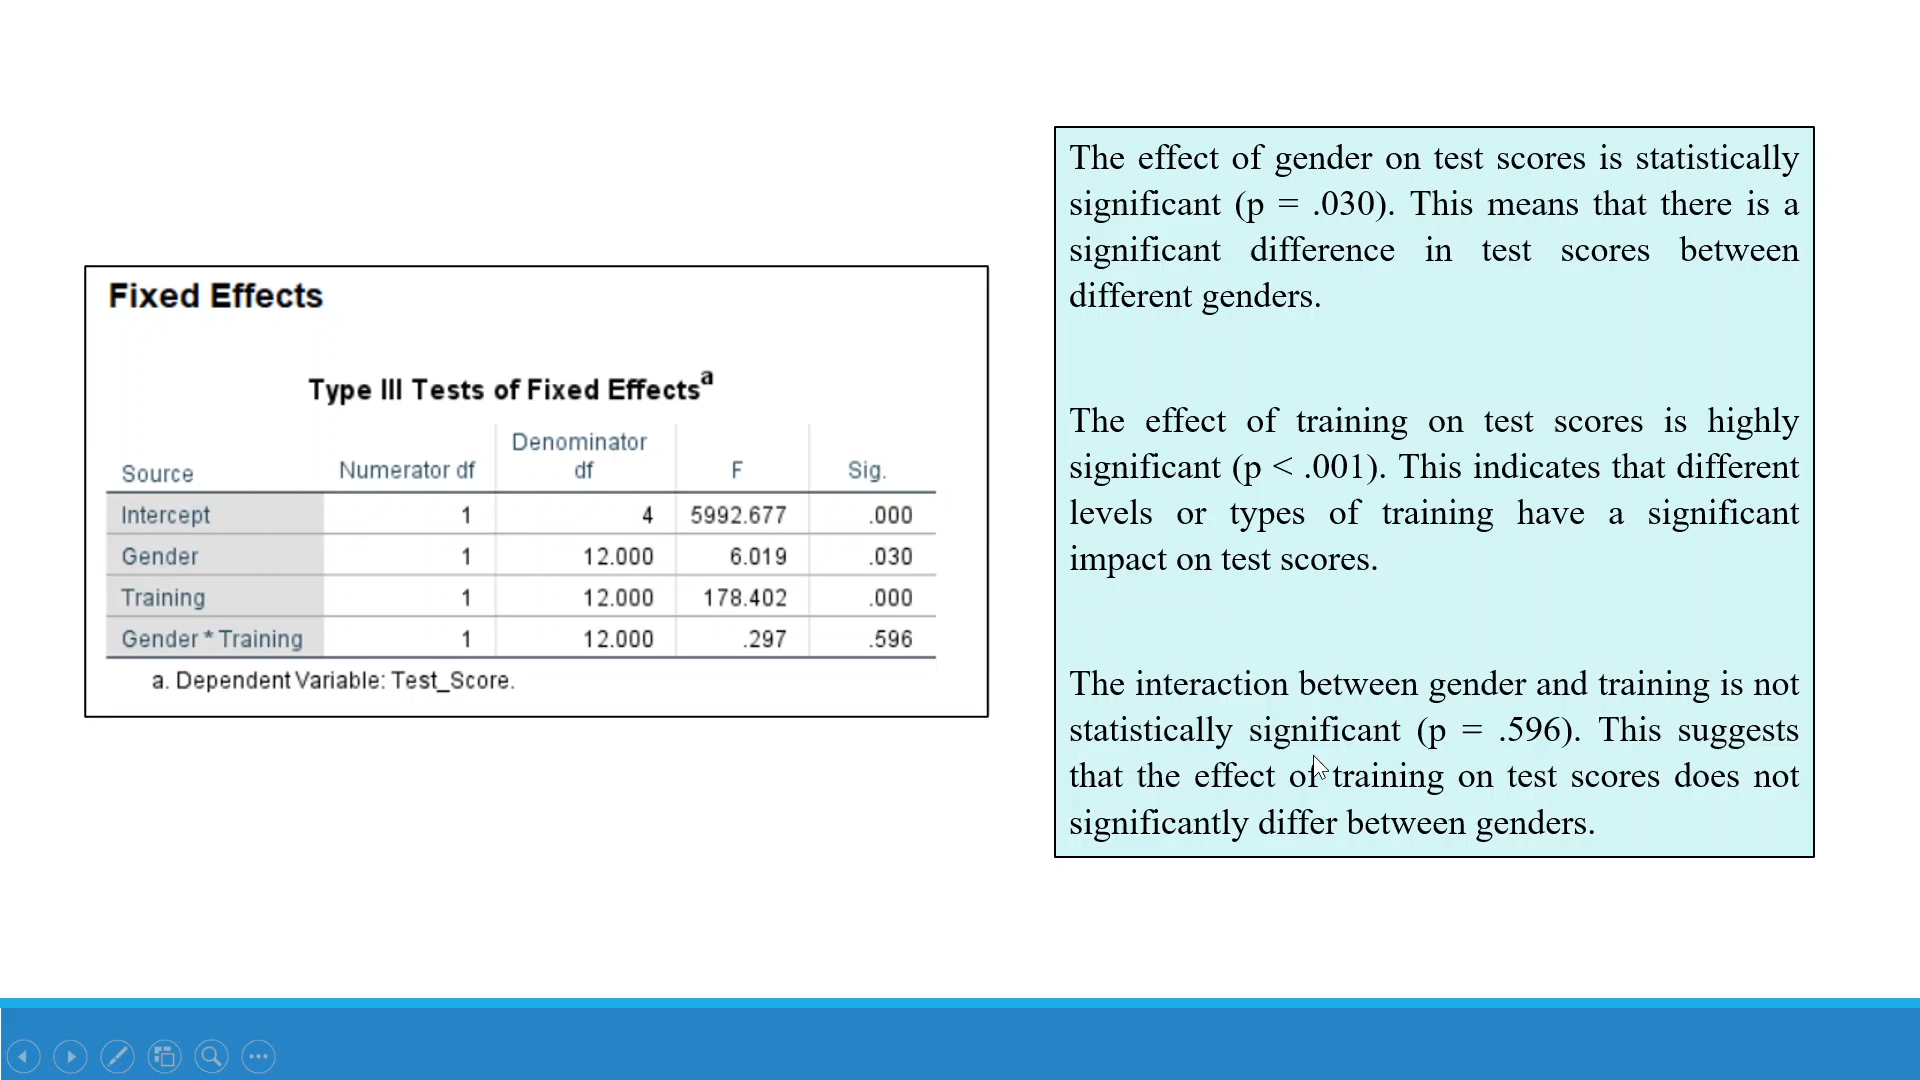 Fixed Effects
Type III Tests of Fixed Effectsa
Source Numerator df Denominator df F Sig.
Intercept 1 4 5992.677 .000
Gender 1 12.000 6.019 .030
Training 1 12.000 178.402 .000
Gender * Training 1 12.000 .297 .596
a. Dependent Variable: Test_Score.
The effect of gender on test scores is statistically
significant (p = .030). This means that there is a
significant difference in test scores between
different genders.
The effect of training on test scores is highly
significant (p < .001). This indicates that different
levels or types of training have a significant
impact on test scores.
The interaction between gender and training is not
statistically significant (p = .596). This suggests
that the effect of training on test scores does not
significantly differ between genders.